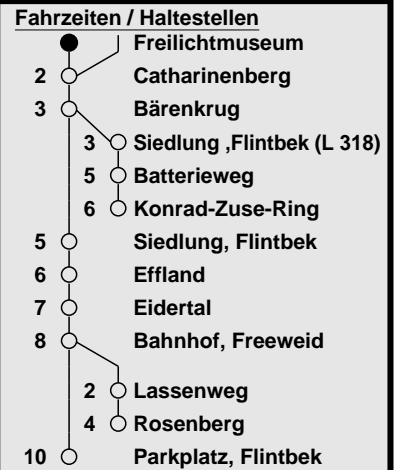 Fahrzeiten / Haltestellen
Freilichtmuseum
2 Catharinenberg
3 Bärenkrug
3 Siedlung ,Flintbek (L 318)
5 Batterieweg
6 Konrad-Zuse-Ring
5 Siedlung, Flintbek
6 Effland
7 Eidertal
8 Bahnhof, Freeweid
2 Lassenweg
4 Rosenberg
10 Parkplatz, Flintbek